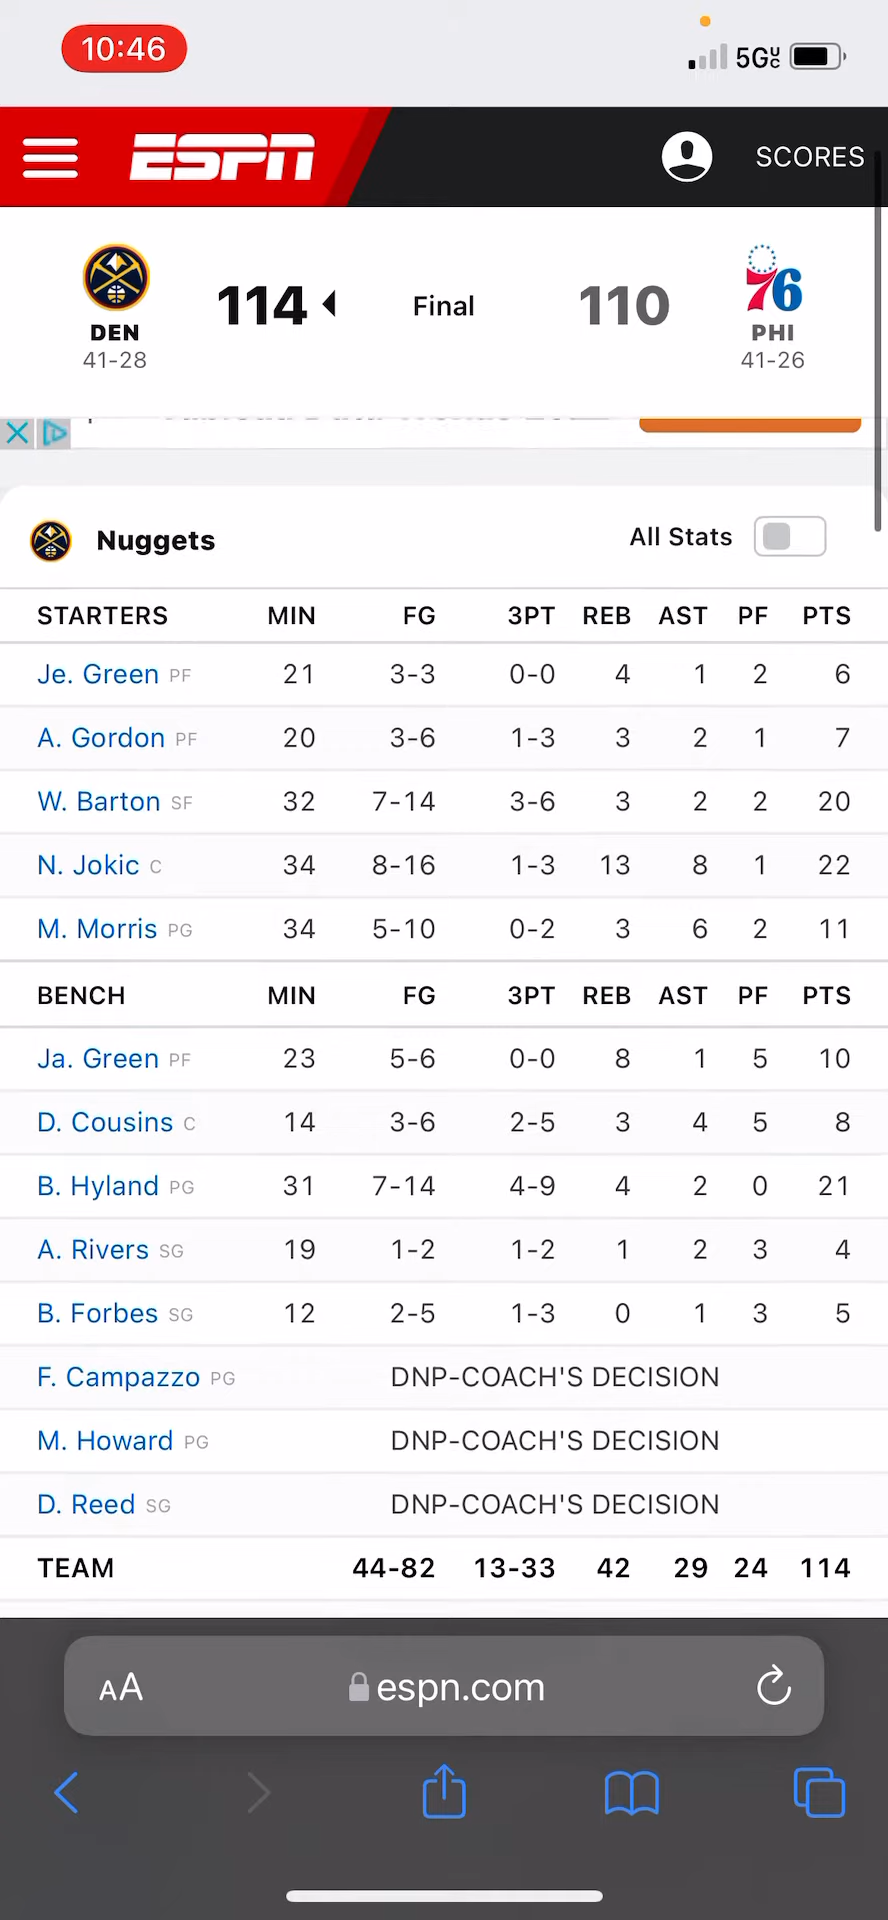 10:46
5GUC
ESPN
SCORES
DEN
41-28
114
Final
110
76
PHI
41-26
Nuggets All Stats
STARTERS MIN FG 3PT REB AST PF PTS
Je. Green PF 21 3-3 0-0 4 1 2 6
A. Gordon PF 20 3-6 1-3 3 2 1 7
W. Barton SF 32 7-14 3-6 3 2 2 20
N. Jokic C 34 8-16 1-3 13 8 1 22
M. Morris PG 34 5-10 0-2 3 6 2 11
BENCH MIN FG 3PT REB AST PF PTS
Ja. Green PF 23 5-6 0-0 8 1 5 10
D. Cousins C 14 3-6 2-5 3 4 5 8
B. Hyland PG 31 7-14 4-9 4 2 0 21
A. Rivers SG 19 1-2 1-2 1 2 3 4
B. Forbes SG 12 2-5 1-3 0 1 3 5
F. Campazzo PG DNP-COACH'S DECISION
M. Howard PG DNP-COACH'S DECISION
D. Reed SG DNP-COACH'S DECISION
TEAM 44-82 13-33 42 29 24 114
AA espn.com